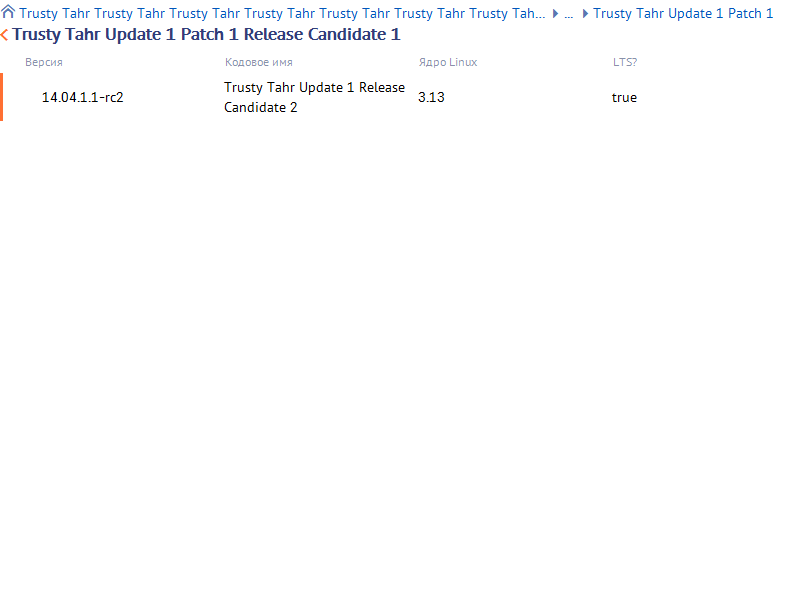 Trusty Tahr Trusty Tahr Trusty Tahr Trusty Tahr Trusty Tahr Trusty Tahr Trusty Tah... ... Trusty Tahr Update 1 Patch 1
Trusty Tahr Update 1 Patch 1 Release Candidate 1
Версия Кодовое имя Ядро Linux LTS?
14.04.1.1-rc2 Trusty Tahr Update 1 Release Candidate 2 3.13 true